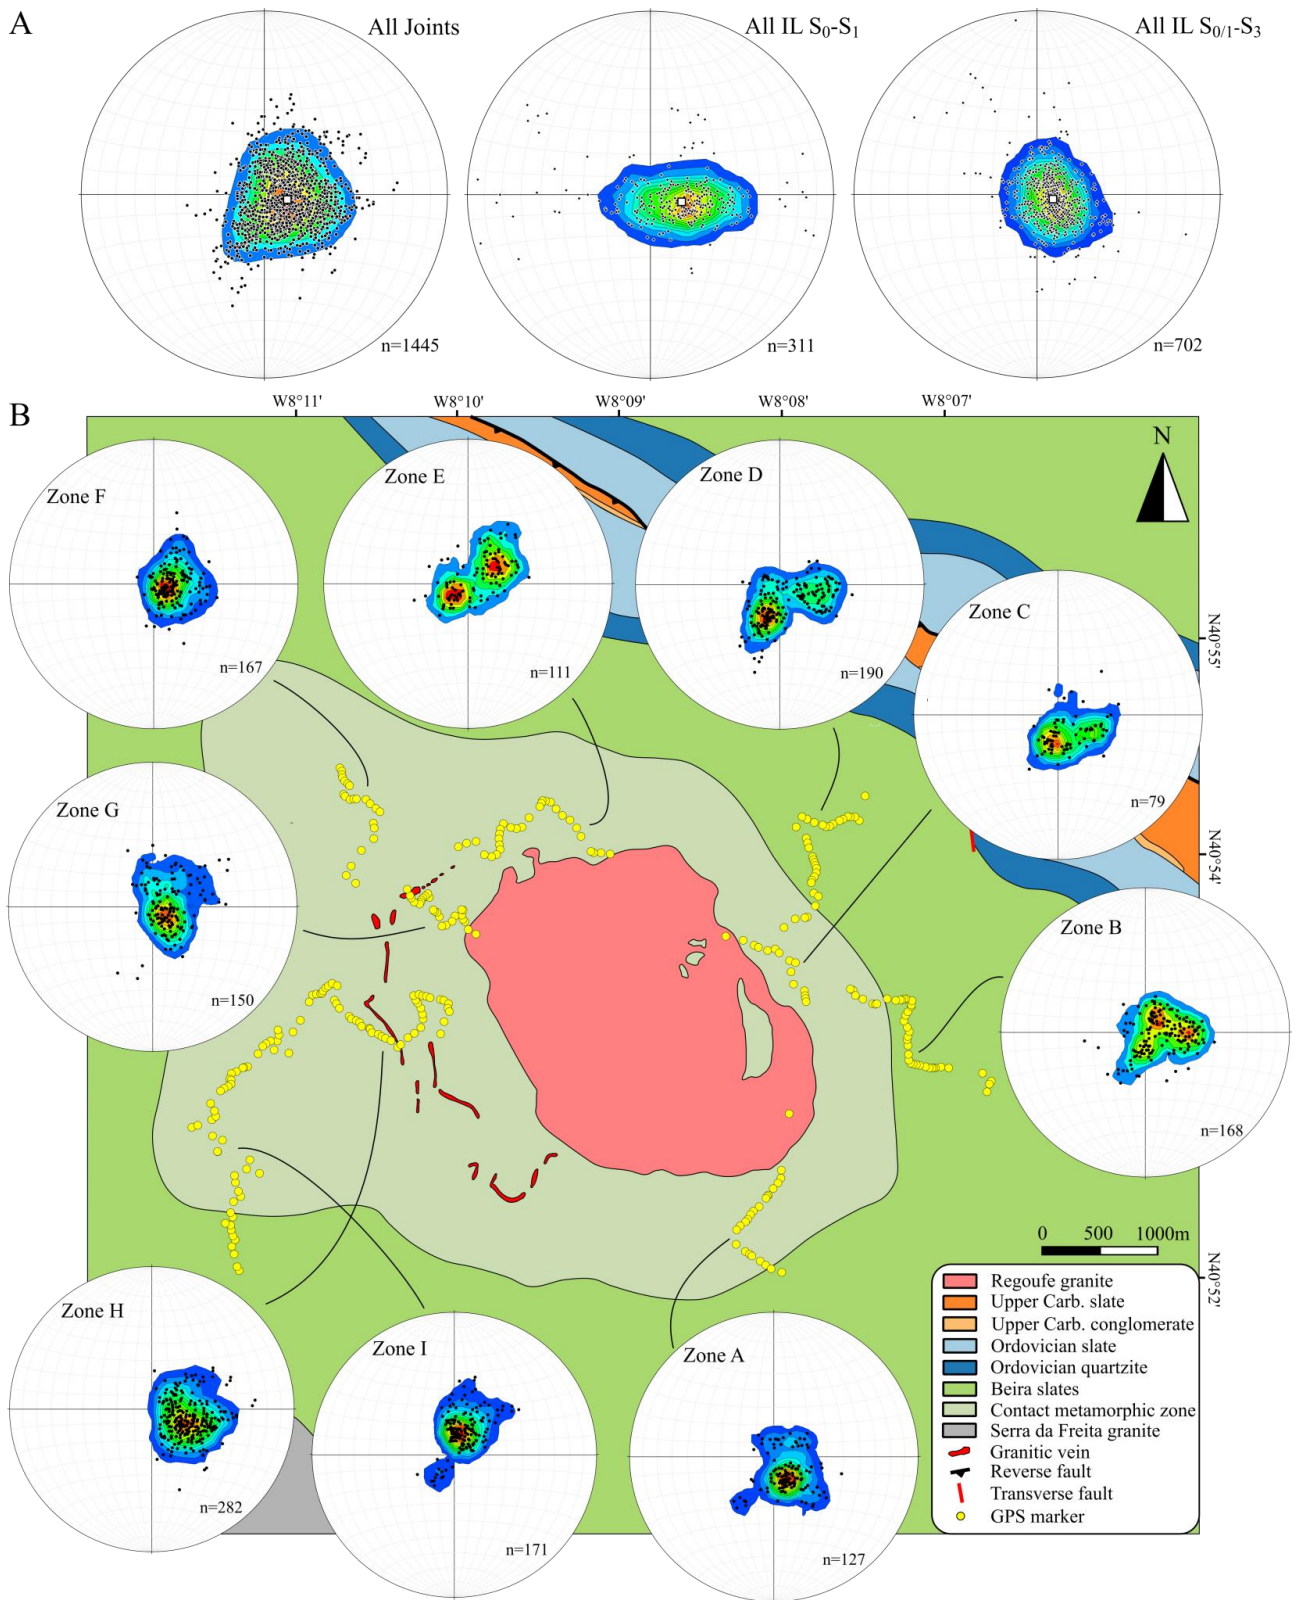 A
All Joints
All IL S₀-S₁
All IL S₀/₁-S₃
n=1445
n=311
n=702
B
W8°11'
W8°10'
W8°09'
W8°08'
W8°07'
N
Zone F
n=167
Zone E
n=111
Zone D
n=190
Zone C
n=79
N40°55'
N40°54'
N40°52'
Zone G
n=150
Zone B
n=168
Zone H
n=282
Zone I
n=171
Zone A
n=127
0 500 1000m
Regoufe granite
Upper Carb. slate
Upper Carb. conglomerate
Ordovician slate
Ordovician quartzite
Beira slates
Contact metamorphic zone
Serra da Freita granite
Granitic vein
Reverse fault
Transverse fault
GPS marker